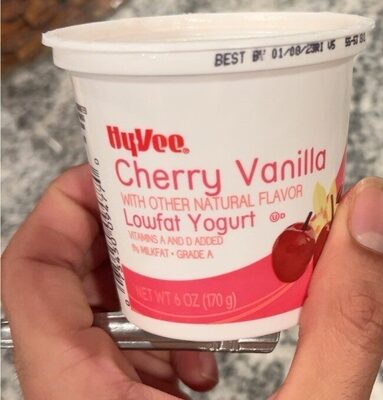 BEST BY 01/08/23
HyVee.
Cherry Vanilla
WITH OTHER NATURAL FLAVOR
Lowfat Yogurt
VITAMINS A AND D ADDED
1% MILKFAT • GRADE A
NET WT 6 OZ (170 g)